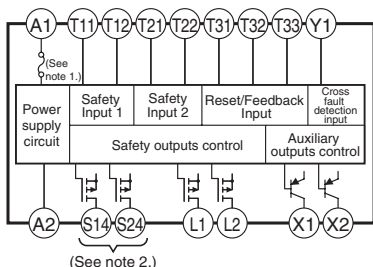 A1 T11 T12 T21 T22 T31 T32 T33 Y1
(See
note 1.)
Power
supply
circuit
Safety
Input 1
Safety
Input 2
Reset/Feedback
Input
Cross
fault
detection
input
Safety outputs control
Auxiliary
outputs control
A2 S14 S24 L1 L2 X1 X2
(See note 2.)